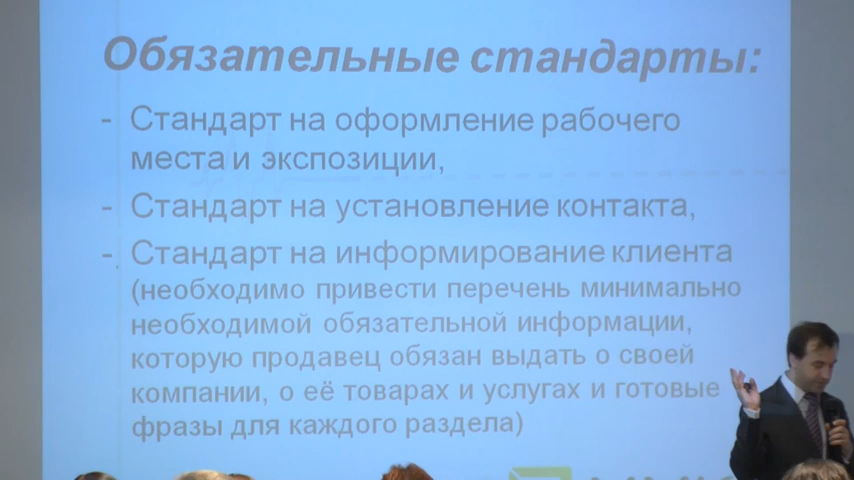 Обязательные стандарты:
- Стандарт на оформление рабочего
места и экспозиции,
- Стандарт на установление контакта,
- Стандарт на информирование клиента
(необходимо привести перечень минимально
необходимой обязательной информации,
которую продавец обязан выдать о своей
компании, о её товарах и услугах и готовые
фразы для каждого раздела)